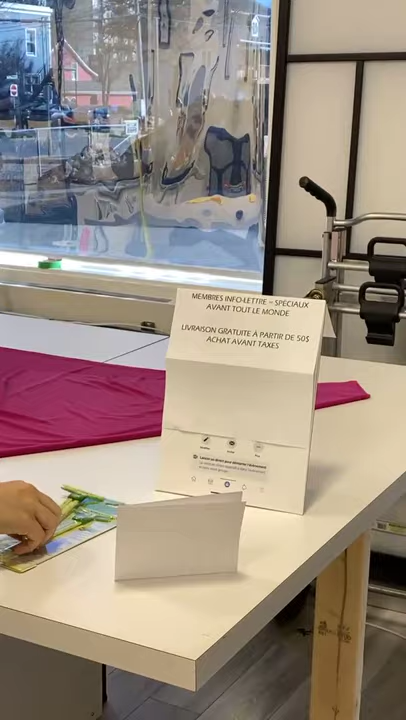 MEMBRES INFO-LETTRE – SPÉCIAUX
AVANT TOUT LE MONDE
LIVRAISON GRATUITE À PARTIR DE 50$
ACHAT AVANT TAXES